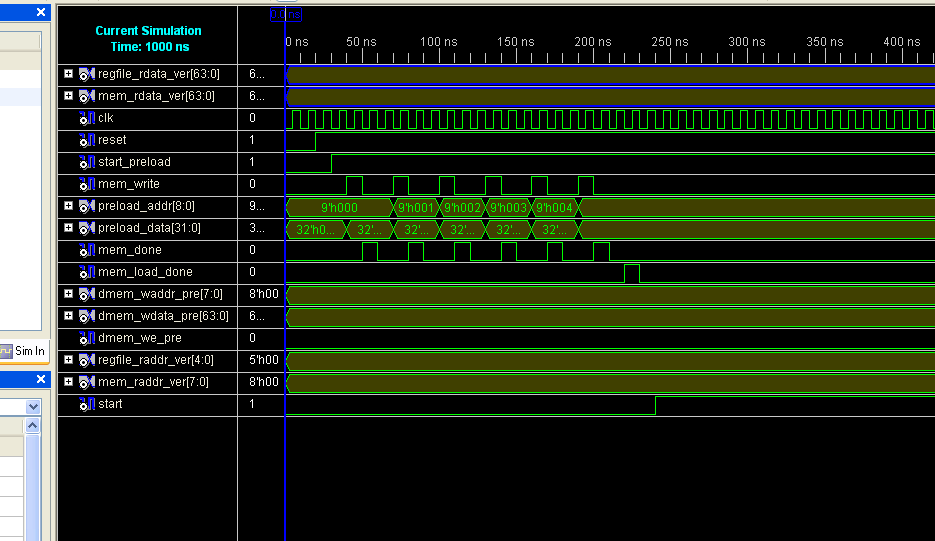 0.0 ns
Current Simulation
Time: 1000 ns
0 ns 50 ns 100 ns 150 ns 200 ns 250 ns 300 ns 350 ns 400 ns
regfile_rdata_ver[63:0] 6...
mem_rdata_ver[63:0] 6...
clk 0
reset 1
start_preload 1
mem_write 0
preload_addr[8:0] 9... 9'h000 9'h001 9'h002 9'h003 9'h004
preload_data[31:0] 3... 32'h0... 32'... 32'... 32'... 32'... 32'...
mem_done 0
mem_load_done 0
dmem_waddr_pre[7:0] 8'h00
dmem_wdata_pre[63:0] 6...
dmem_we_pre 0
Sim In
regfile_raddr_ver[4:0] 5'h00
mem_raddr_ver[7:0] 8'h00
start 1